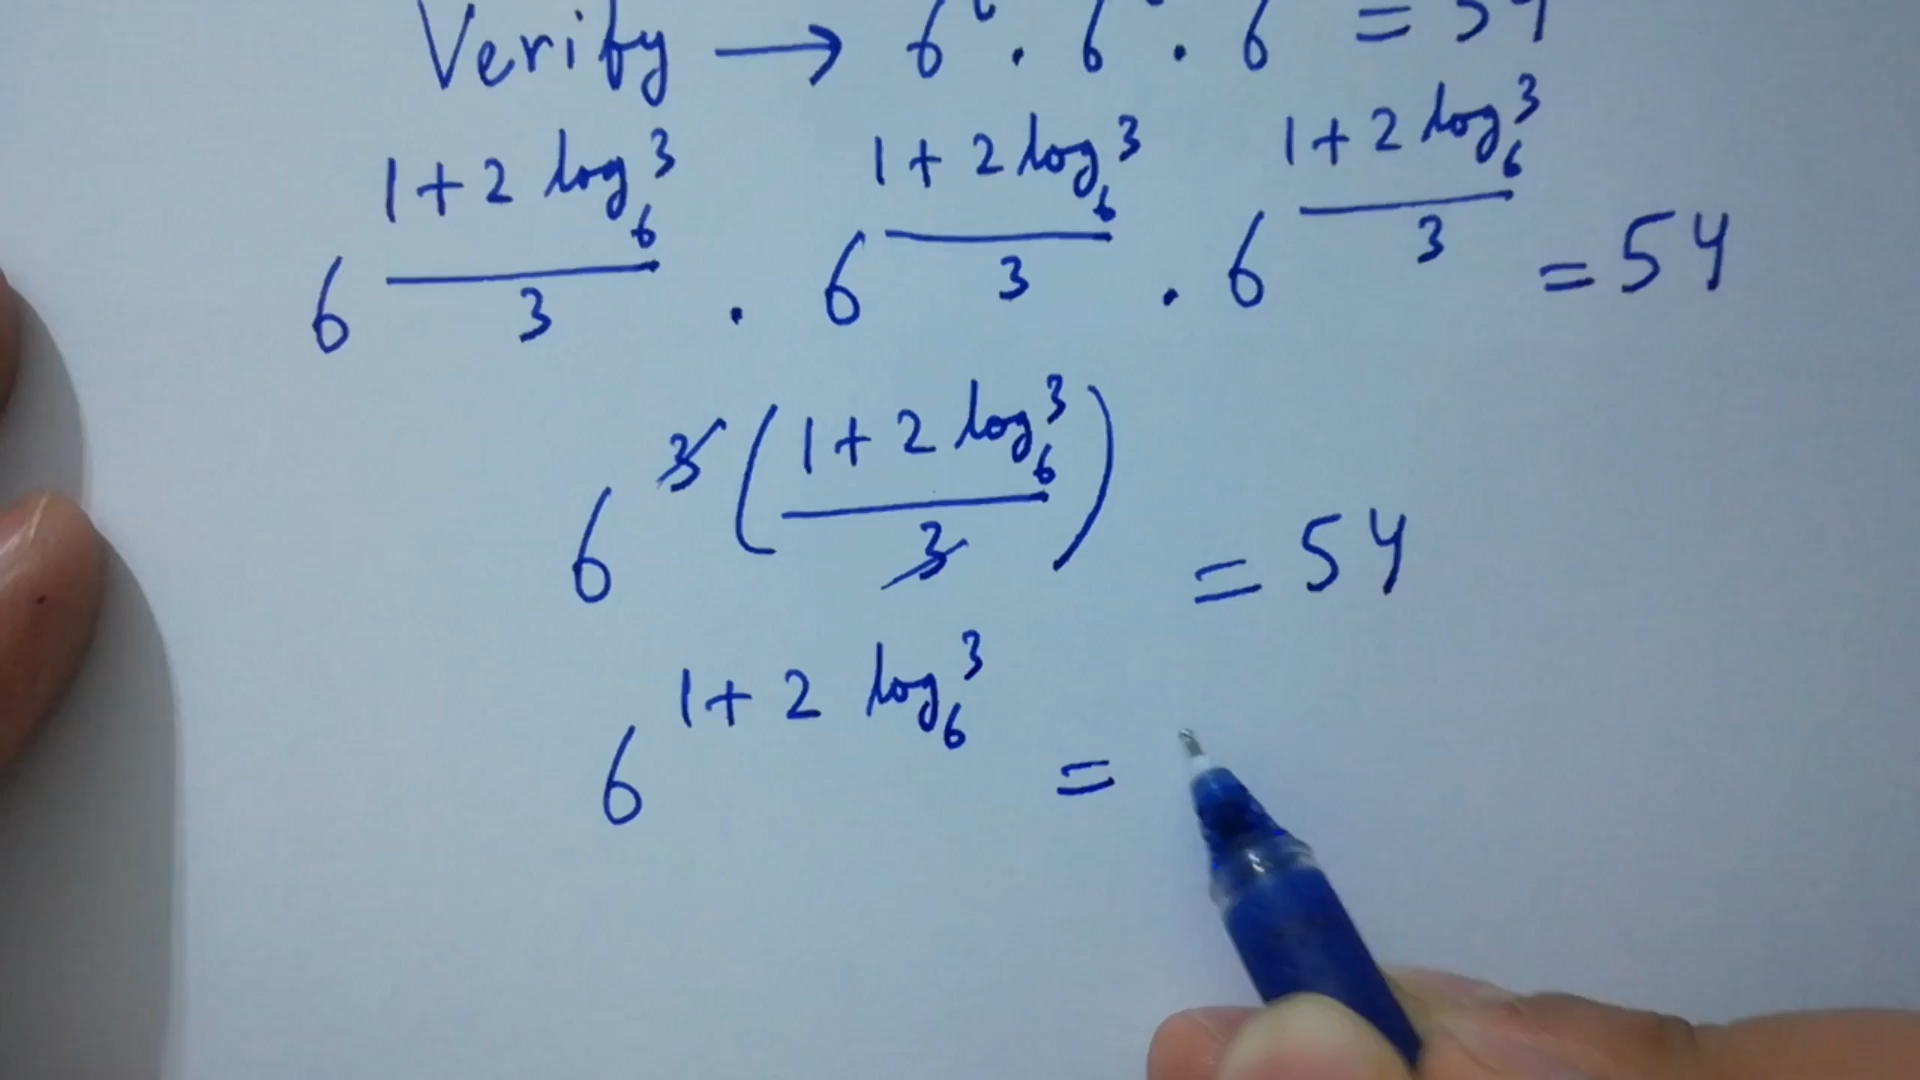 Verify → 6 . 6 . 6 = 54
6^((1+2 log_6 3)/3) . 6^((1+2 log_6 3)/3) . 6^((1+2 log_6 3)/3) = 54
6^(3((1+2 log_6 3)/3)) = 54
6^(1+2 log_6 3) =